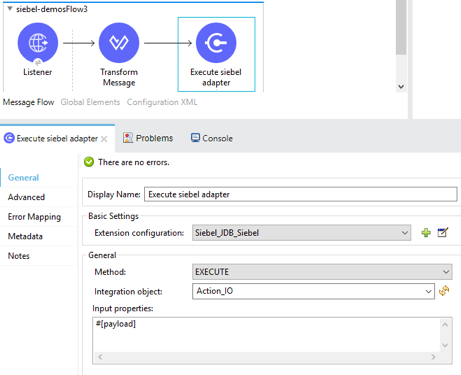 siebel-demosFlow3
Listener
Transform
Message
Execute siebel
adapter
Message Flow Global Elements Configuration XML
Execute siebel adapter Problems Console
General
Advanced
Error Mapping
Metadata
Notes
There are no errors.
Display Name: Execute siebel adapter
Basic Settings
Extension configuration: Siebel_JDB_Siebel
General
Method: EXECUTE
Integration object: Action_IO
Input properties:
#[payload]